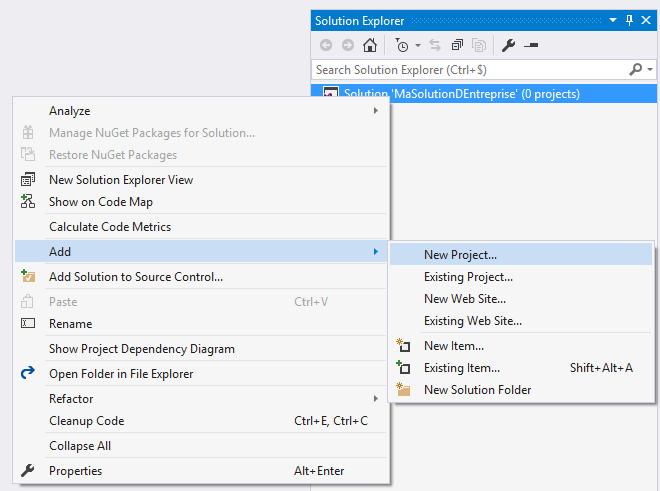 Solution Explorer
Search Solution Explorer (Ctrl+$)
Solution 'MaSolutionDEntreprise' (0 projects)
Analyze
Manage NuGet Packages for Solution...
Restore NuGet Packages
New Solution Explorer View
Show on Code Map
Calculate Code Metrics
Add
Add Solution to Source Control...
Paste Ctrl+V
Rename
Show Project Dependency Diagram
Open Folder in File Explorer
Refactor
Cleanup Code Ctrl+E, Ctrl+C
Collapse All
Properties Alt+Enter
New Project...
Existing Project...
New Web Site...
Existing Web Site...
New Item...
Existing Item... Shift+Alt+A
New Solution Folder